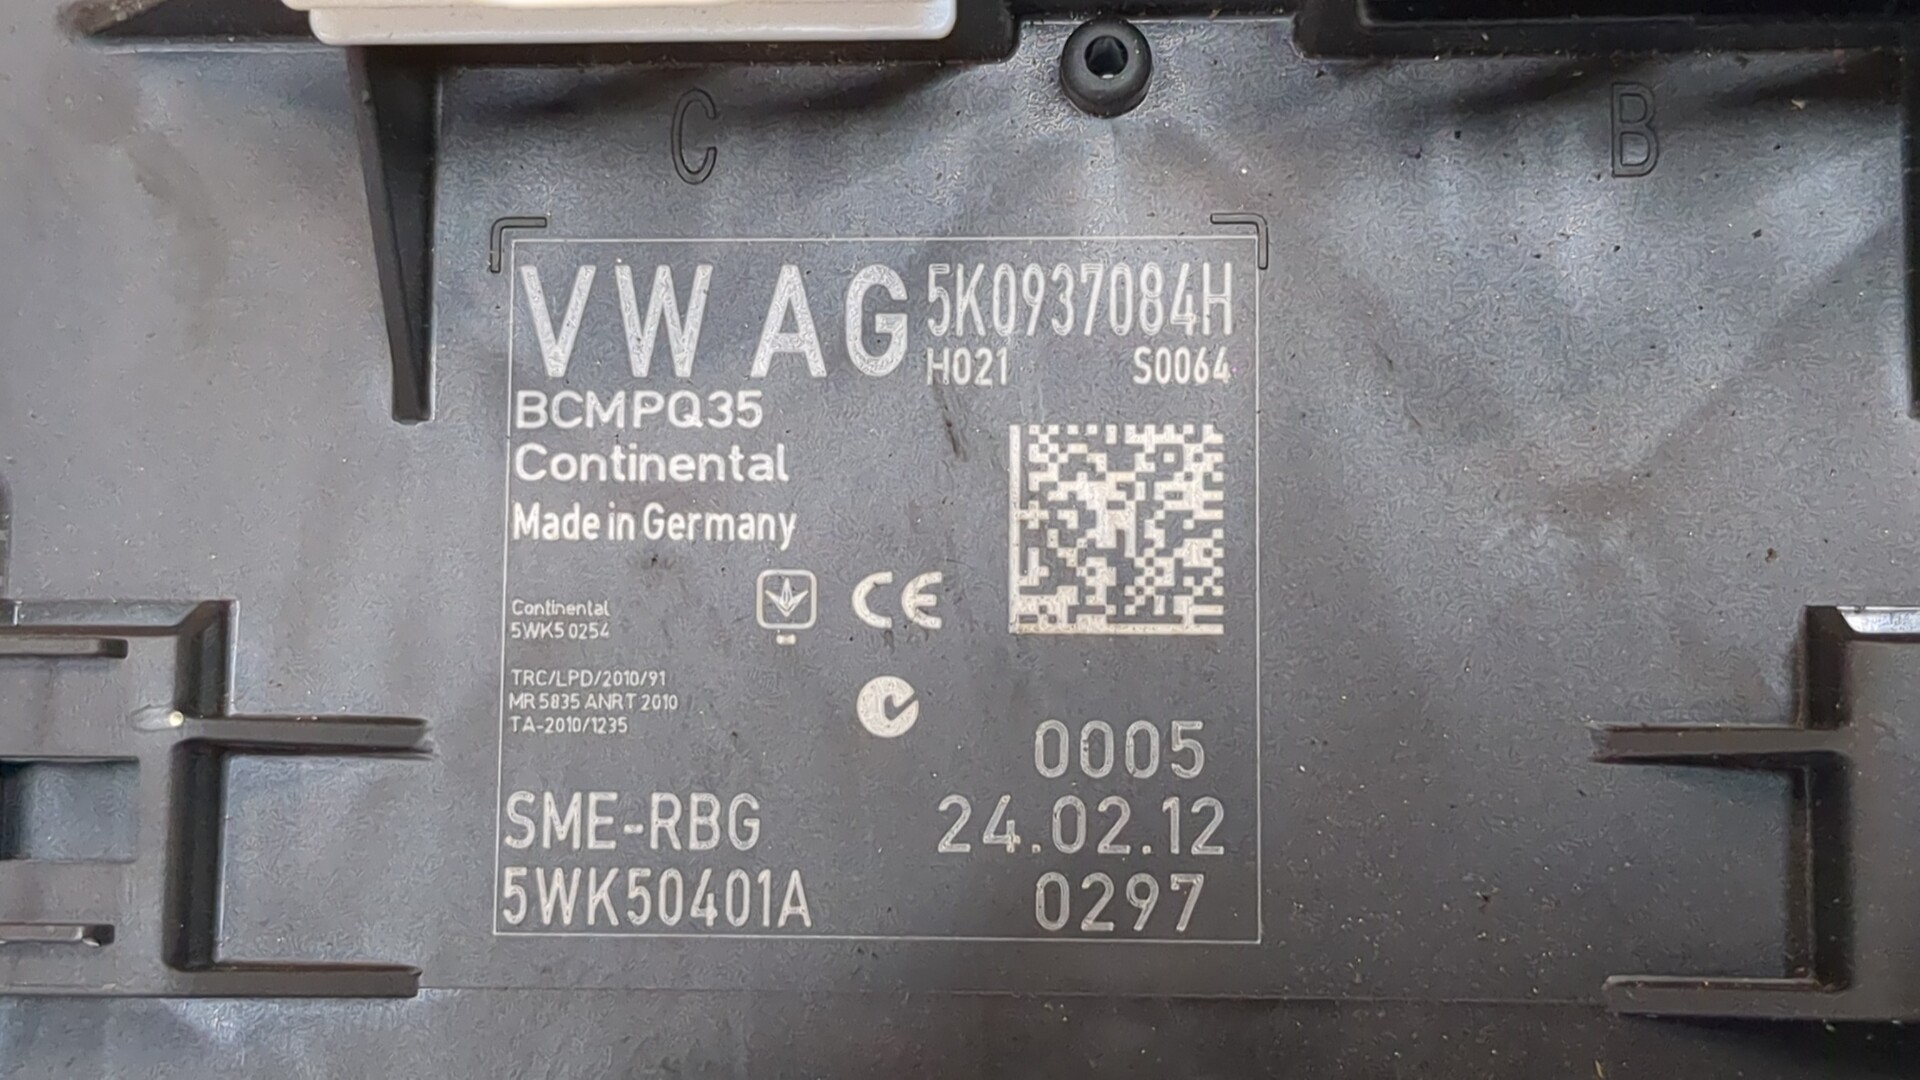 C
B
VW AG 5K0937084H
H021 S0064
BCMPQ35
Continental
Made in Germany
Continental
5WK5 0254
CE
TRC/LPD/2010/91
MR 5835 ANRT 2010
TA-2010/1235
0005
SME-RBG 24.02.12
5WK50401A 0297